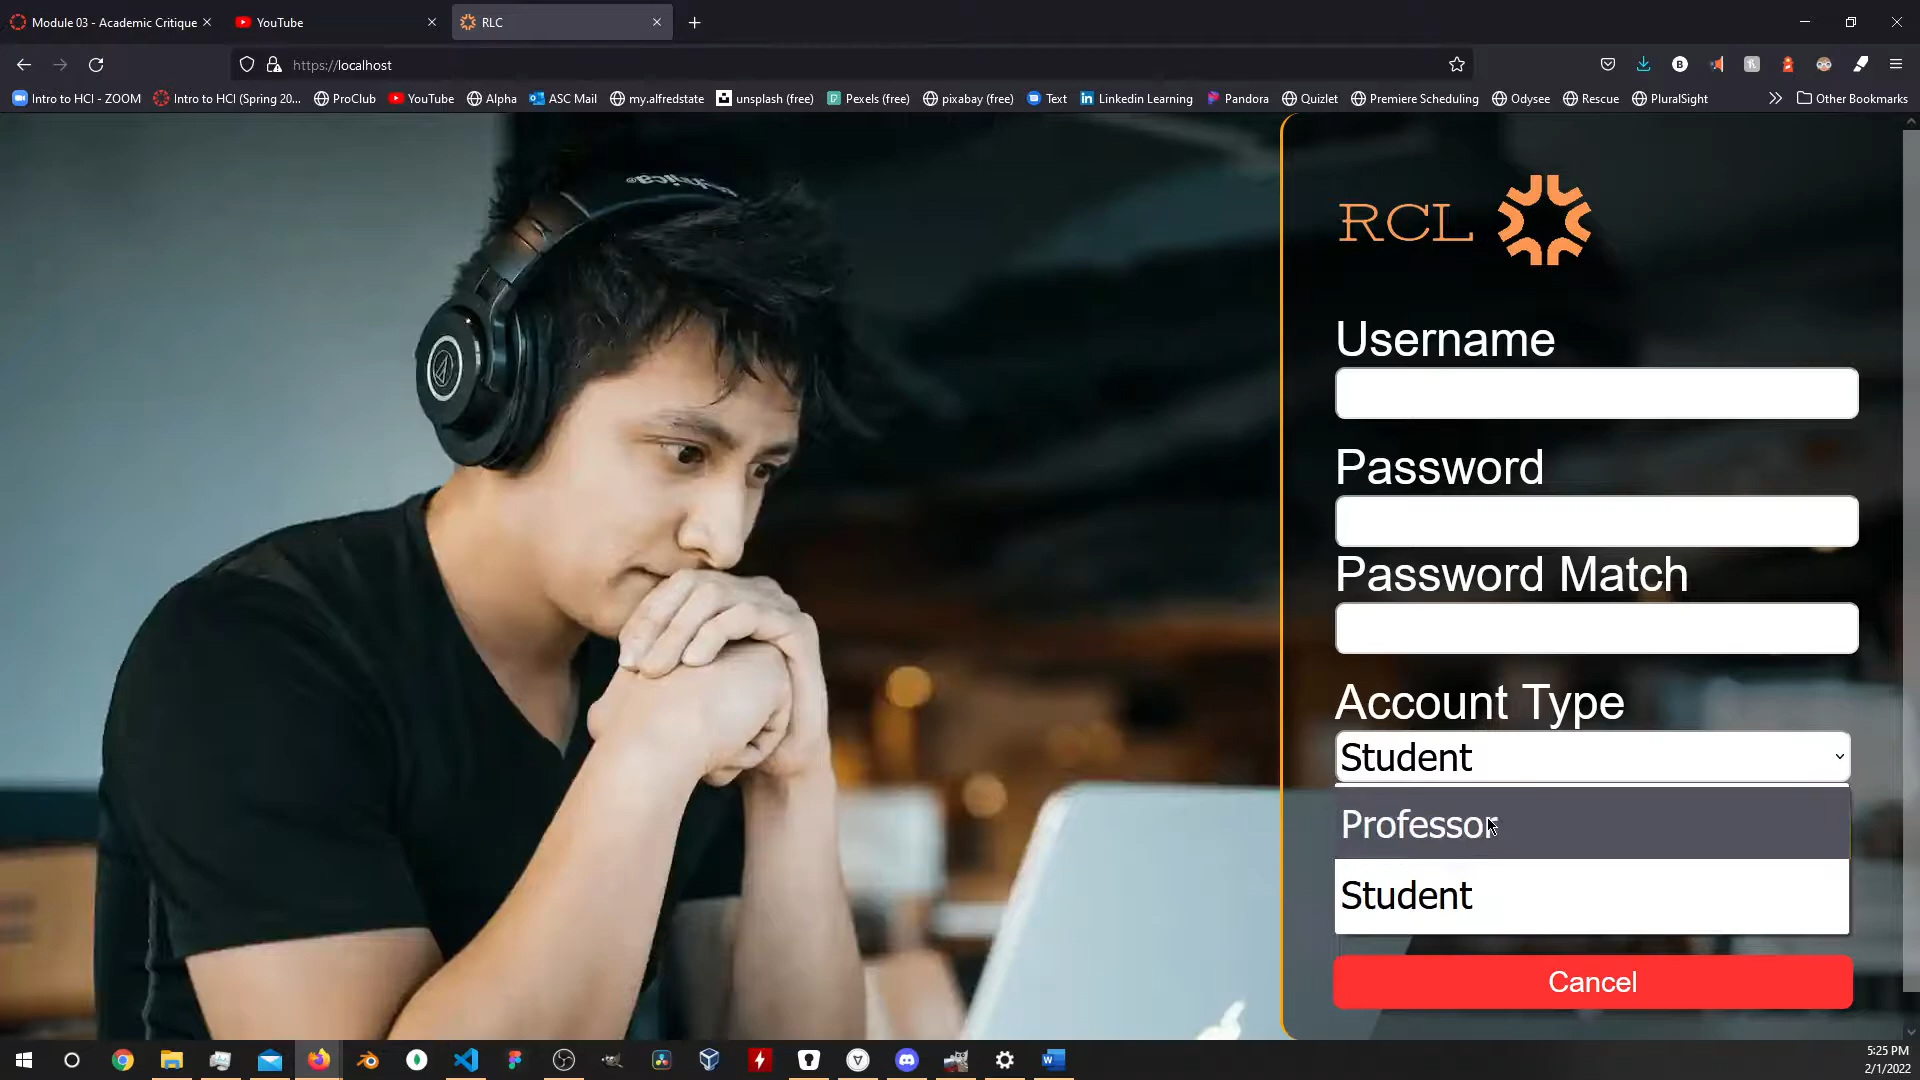 Module 03 - Academic Critique
YouTube
RLC
https://localhost
Intro to HCI - ZOOM
Intro to HCI (Spring 20...
ProClub
YouTube
Alpha
ASC Mail
my.alfredstate
unsplash (free)
Pexels (free)
pixabay (free)
Text
Linkedin Learning
Pandora
Quizlet
Premiere Scheduling
Odysee
Rescue
PluralSight
Other Bookmarks
RCL
Username
Password
Password Match
Account Type
Student
Professor
Student
Cancel
5:25 PM
2/1/2022